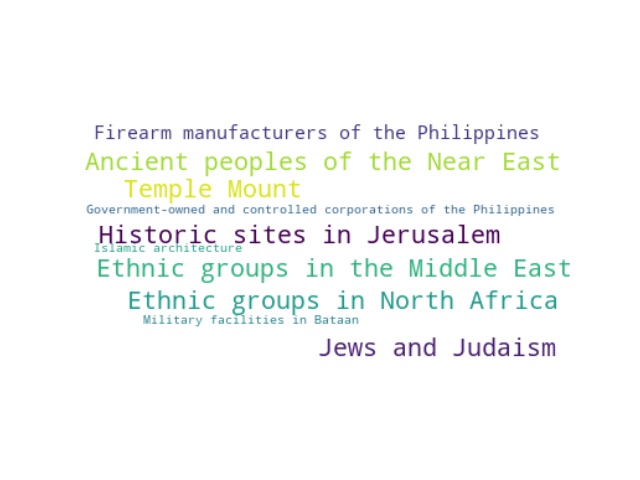 Firearm manufacturers of the Philippines
Ancient peoples of the Near East
Temple Mount
Government-owned and controlled corporations of the Philippines
Historic sites in Jerusalem
Islamic architecture
Ethnic groups in the Middle East
Ethnic groups in North Africa
Military facilities in Bataan
Jews and Judaism